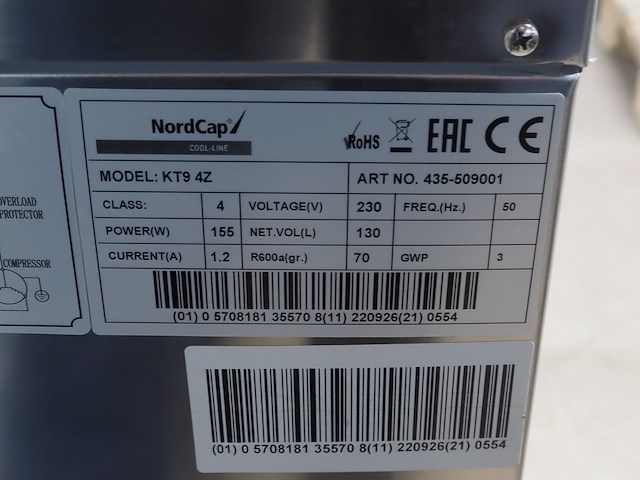 NordCap
COOL-LINE
RoHS EAC CE
MODEL: KT9 4Z ART NO. 435-509001
CLASS: 4 VOLTAGE(V) 230 FREQ.(Hz.) 50
POWER(W) 155 NET.VOL(L) 130
CURRENT(A) 1.2 R600a(gr.) 70 GWP 3
(01) 0 5708181 35570 8(11) 220926(21) 0554
(01) 0 5708181 35570 8(11) 220926(21) 0554
OVERLOAD
PROTECTOR
COMPRESSOR